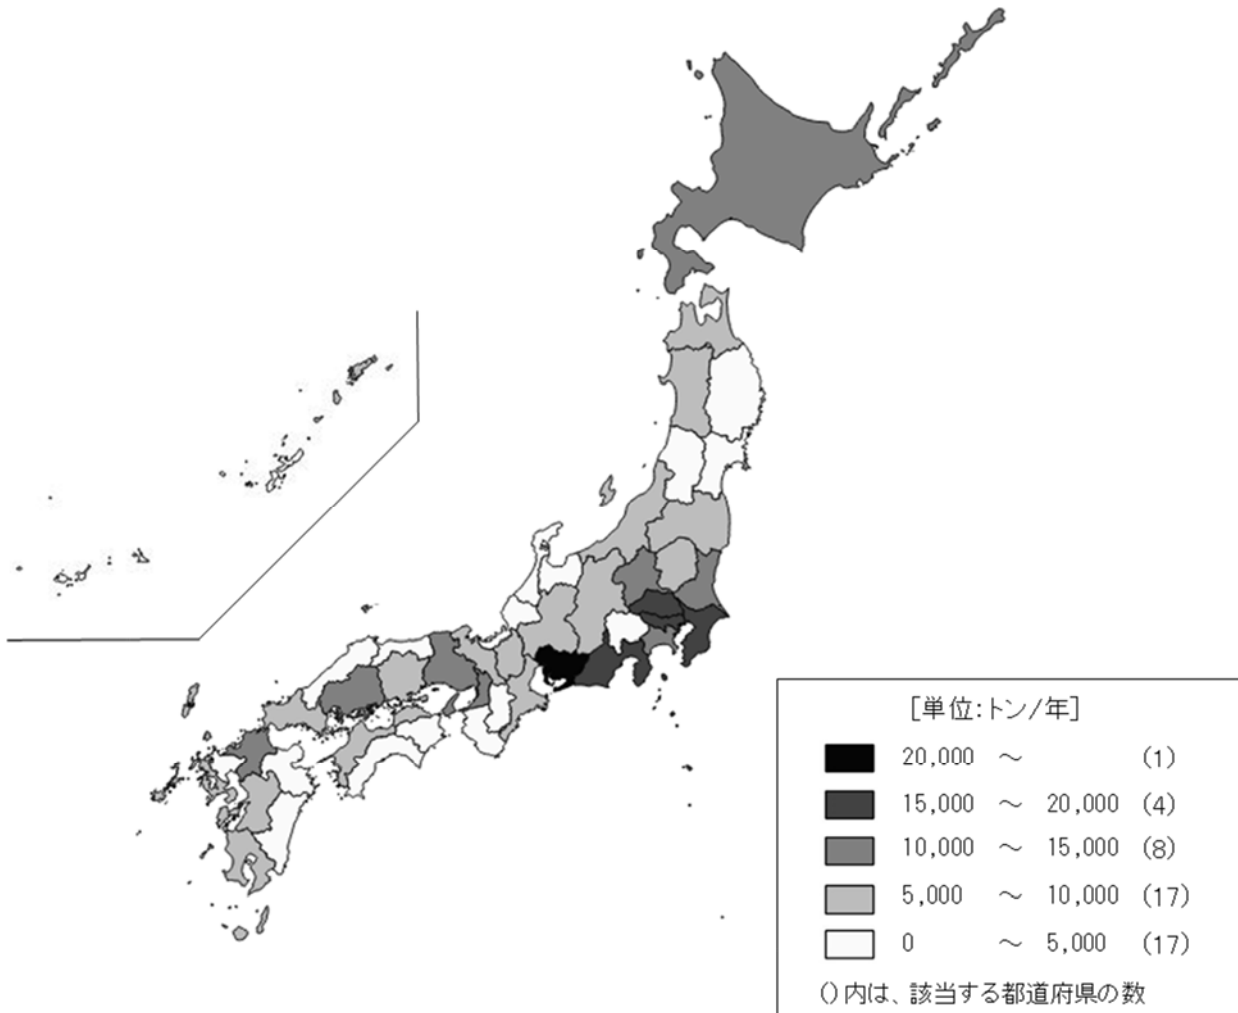 [単位:トン/年]
20,000 ～ (1)
15,000 ～ 20,000 (4)
10,000 ～ 15,000 (8)
5,000 ～ 10,000 (17)
0 ～ 5,000 (17)
()内は、該当する都道府県の数